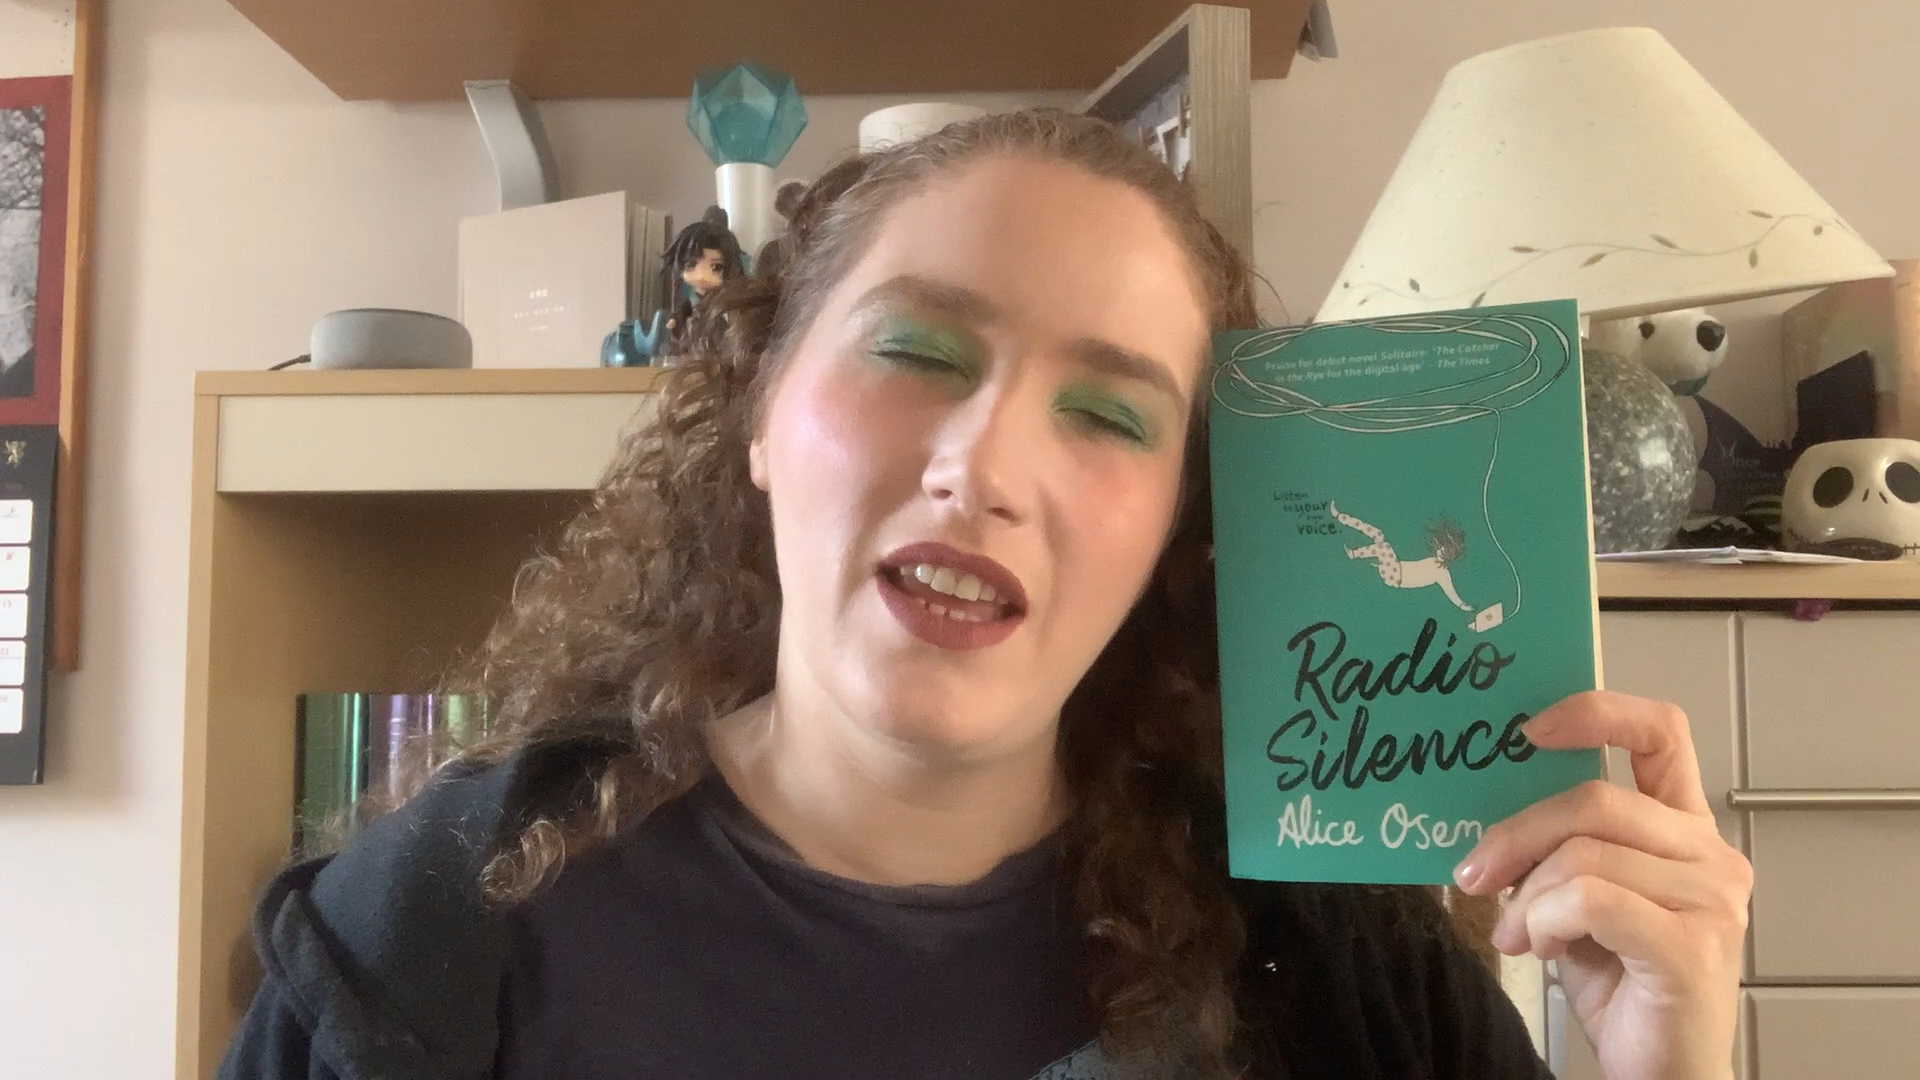 Praise for debut novel Solitaire: 'The Catcher
in the Rye for the digital age' – The Times
Listen
to your
own
voice.
Radio
Silence
Alice Osem